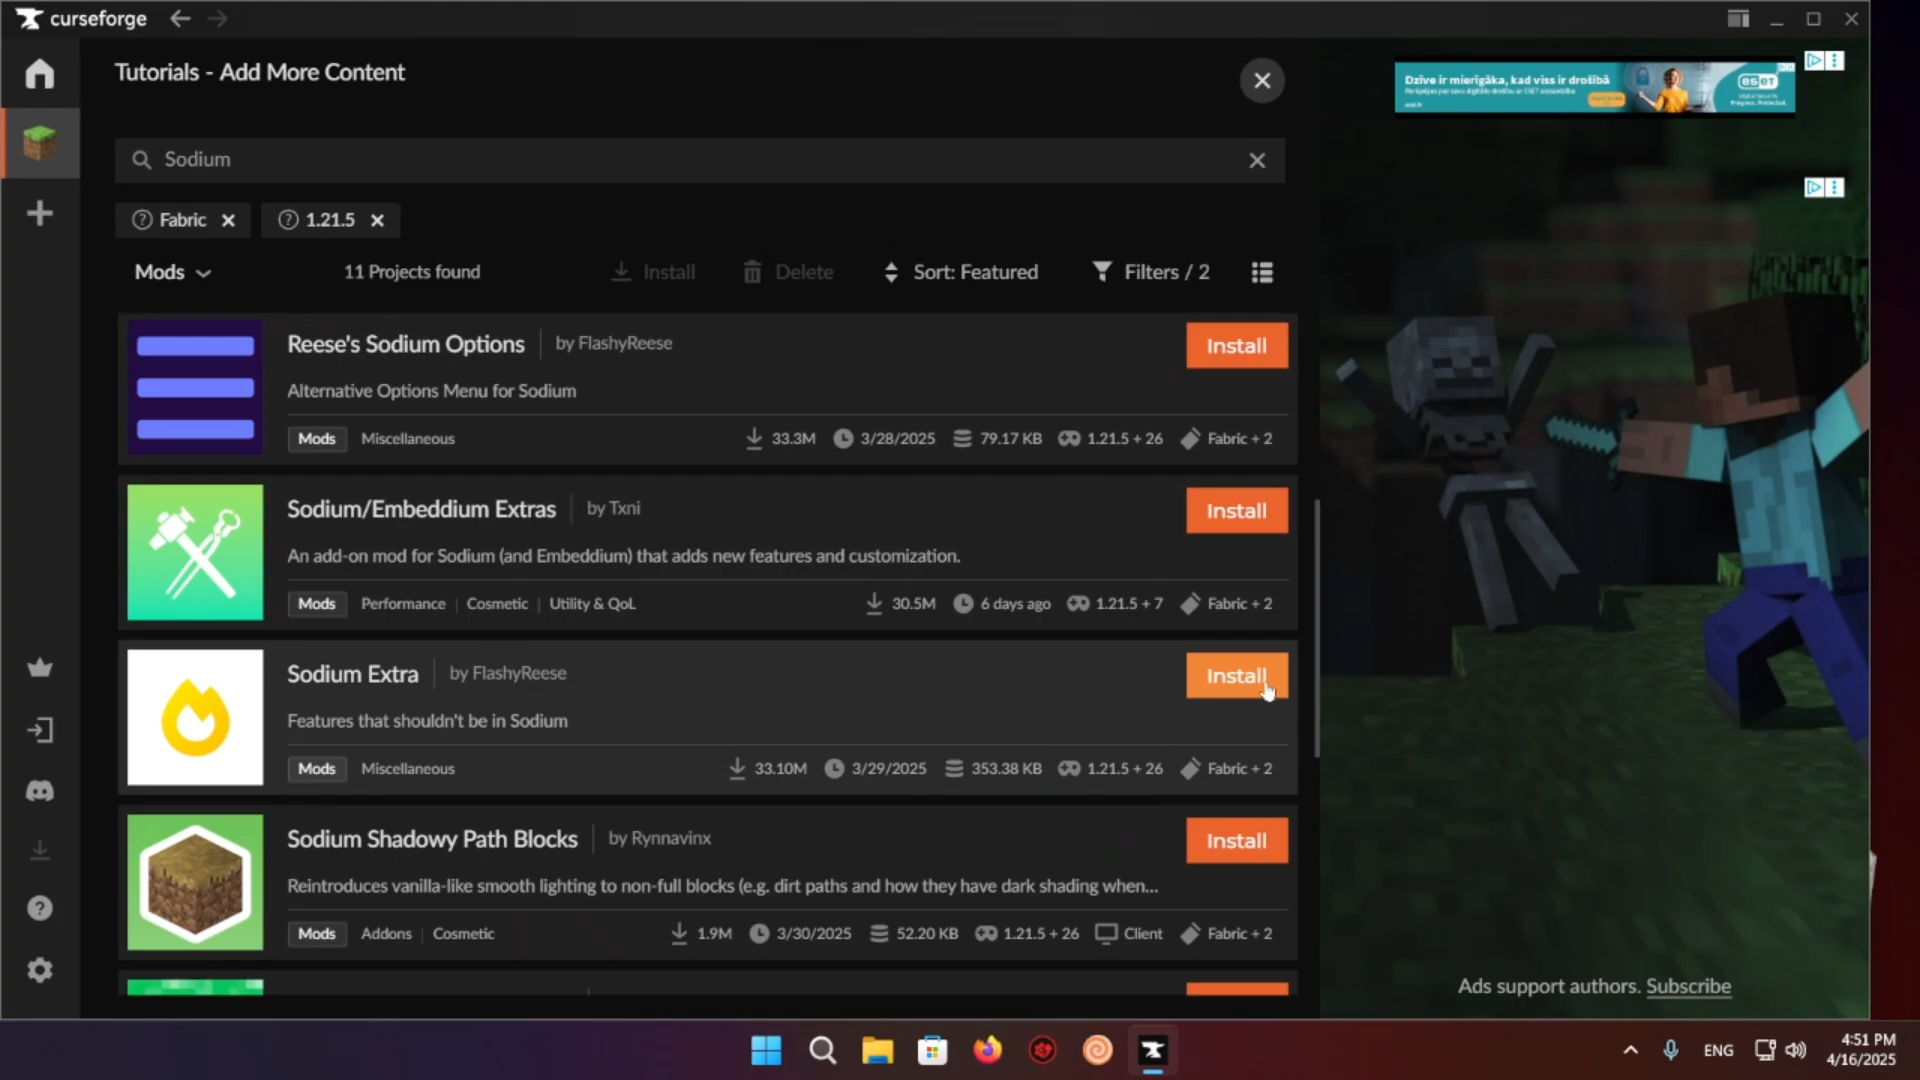 curseforge
Tutorials - Add More Content
Sodium
Fabric
1.21.5
Mods
11 Projects found
Install
Delete
Sort: Featured
Filters / 2
Reese's Sodium Options
by FlashyReese
Install
Alternative Options Menu for Sodium
Mods
Miscellaneous
33.3M
3/28/2025
79.17 KB
1.21.5 + 26
Fabric + 2
Sodium/Embeddium Extras
by Txni
Install
An add-on mod for Sodium (and Embeddium) that adds new features and customization.
Mods
Performance
Cosmetic
Utility & QoL
30.5M
6 days ago
1.21.5 + 7
Fabric + 2
Sodium Extra
by FlashyReese
Install
Features that shouldn't be in Sodium
Mods
Miscellaneous
33.10M
3/29/2025
353.38 KB
1.21.5 + 26
Fabric + 2
Sodium Shadowy Path Blocks
by Rynnavinx
Install
Reintroduces vanilla-like smooth lighting to non-full blocks (e.g. dirt paths and how they have dark shading when...
Mods
Addons
Cosmetic
1.9M
3/30/2025
52.20 KB
1.21.5 + 26
Client
Fabric + 2
Dzīve ir mierīgāka, kad viss ir drošībā
eset
Ads support authors. Subscribe
ENG
4:51 PM
4/16/2025